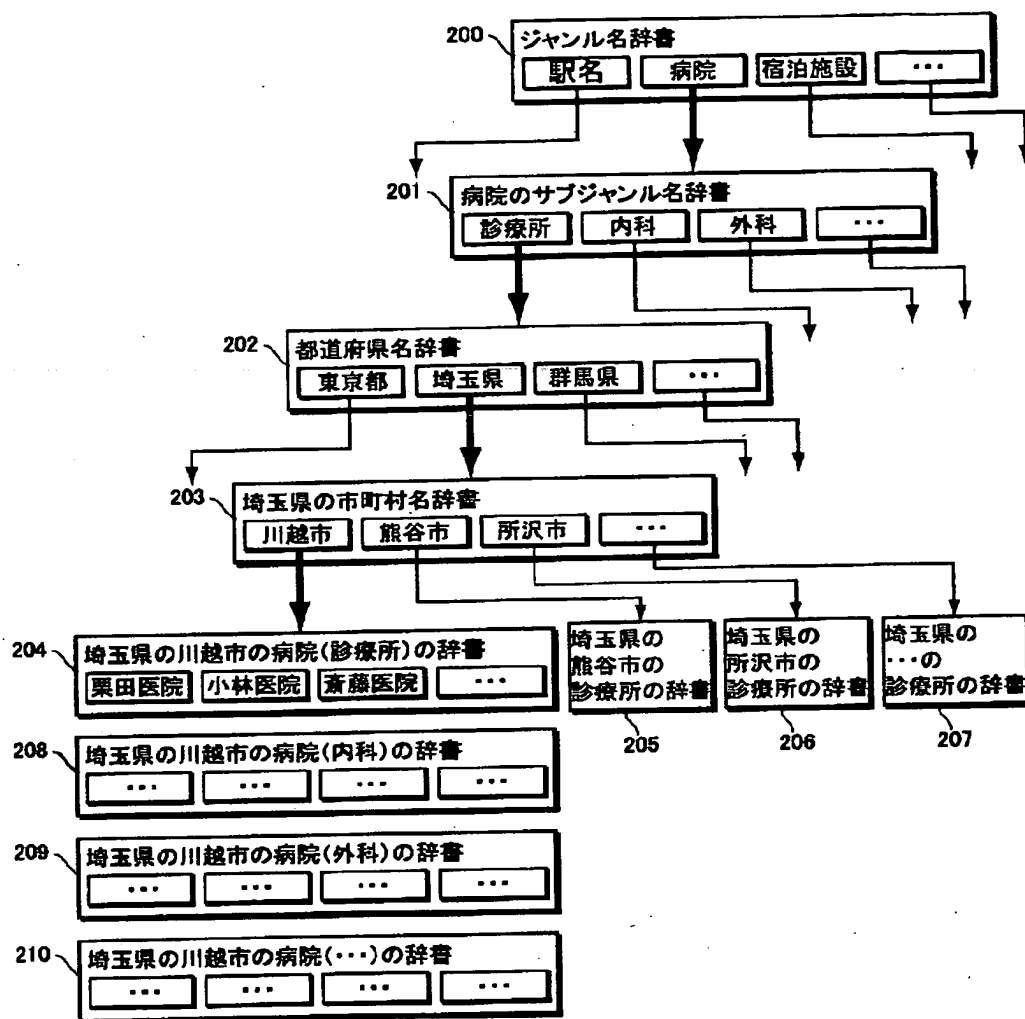 200
ジャンル名辞書
駅名 病院 宿泊施設 ・・・
201
病院のサブジャンル名辞書
診療所 内科 外科 ・・・
202
都道府県名辞書
東京都 埼玉県 群馬県 ・・・
203
埼玉県の市町村名辞書
川越市 熊谷市 所沢市 ・・・
204
埼玉県の川越市の病院(診療所)の辞書
栗田医院 小林医院 斎藤医院 ・・・
埼玉県の
熊谷市の
診療所の辞書
205
埼玉県の
所沢市の
診療所の辞書
206
埼玉県の
・・・の
診療所の辞書
207
208
埼玉県の川越市の病院(内科)の辞書
・・・ ・・・ ・・・ ・・・
209
埼玉県の川越市の病院(外科)の辞書
・・・ ・・・ ・・・ ・・・
210
埼玉県の川越市の病院(・・・)の辞書
・・・ ・・・ ・・・ ・・・